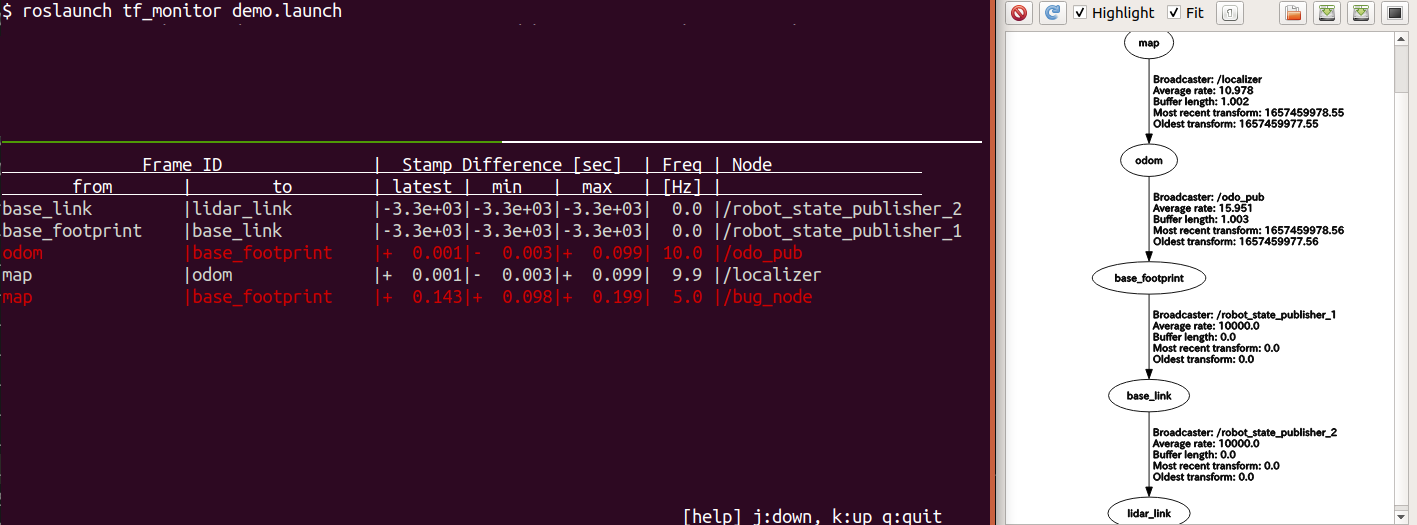 $ roslaunch tf_monitor demo.launch
Frame ID | Stamp Difference [sec] | Freq | Node
from | to | latest | min | max | [Hz] |
base_link |lidar_link |-3.3e+03|-3.3e+03|-3.3e+03| 0.0 |/robot_state_publisher_2
base_footprint |base_link |-3.3e+03|-3.3e+03|-3.3e+03| 0.0 |/robot_state_publisher_1
odom |base_footprint |+ 0.001|- 0.003|+ 0.099| 10.0 |/odo_pub
map |odom |+ 0.001|- 0.003|+ 0.099| 9.9 |/localizer
map |base_footprint |+ 0.143|+ 0.098|+ 0.199| 5.0 |/bug_node
[help] j:down, k:up q:quit
Highlight Fit
map
Broadcaster: /localizer
Average rate: 10.978
Buffer length: 1.002
Most recent transform: 1657459978.55
Oldest transform: 1657459977.55
odom
Broadcaster: /odo_pub
Average rate: 15.951
Buffer length: 1.003
Most recent transform: 1657459978.56
Oldest transform: 1657459977.56
base_footprint
Broadcaster: /robot_state_publisher_1
Average rate: 10000.0
Buffer length: 0.0
Most recent transform: 0.0
Oldest transform: 0.0
base_link
Broadcaster: /robot_state_publisher_2
Average rate: 10000.0
Buffer length: 0.0
Most recent transform: 0.0
Oldest transform: 0.0
lidar_link